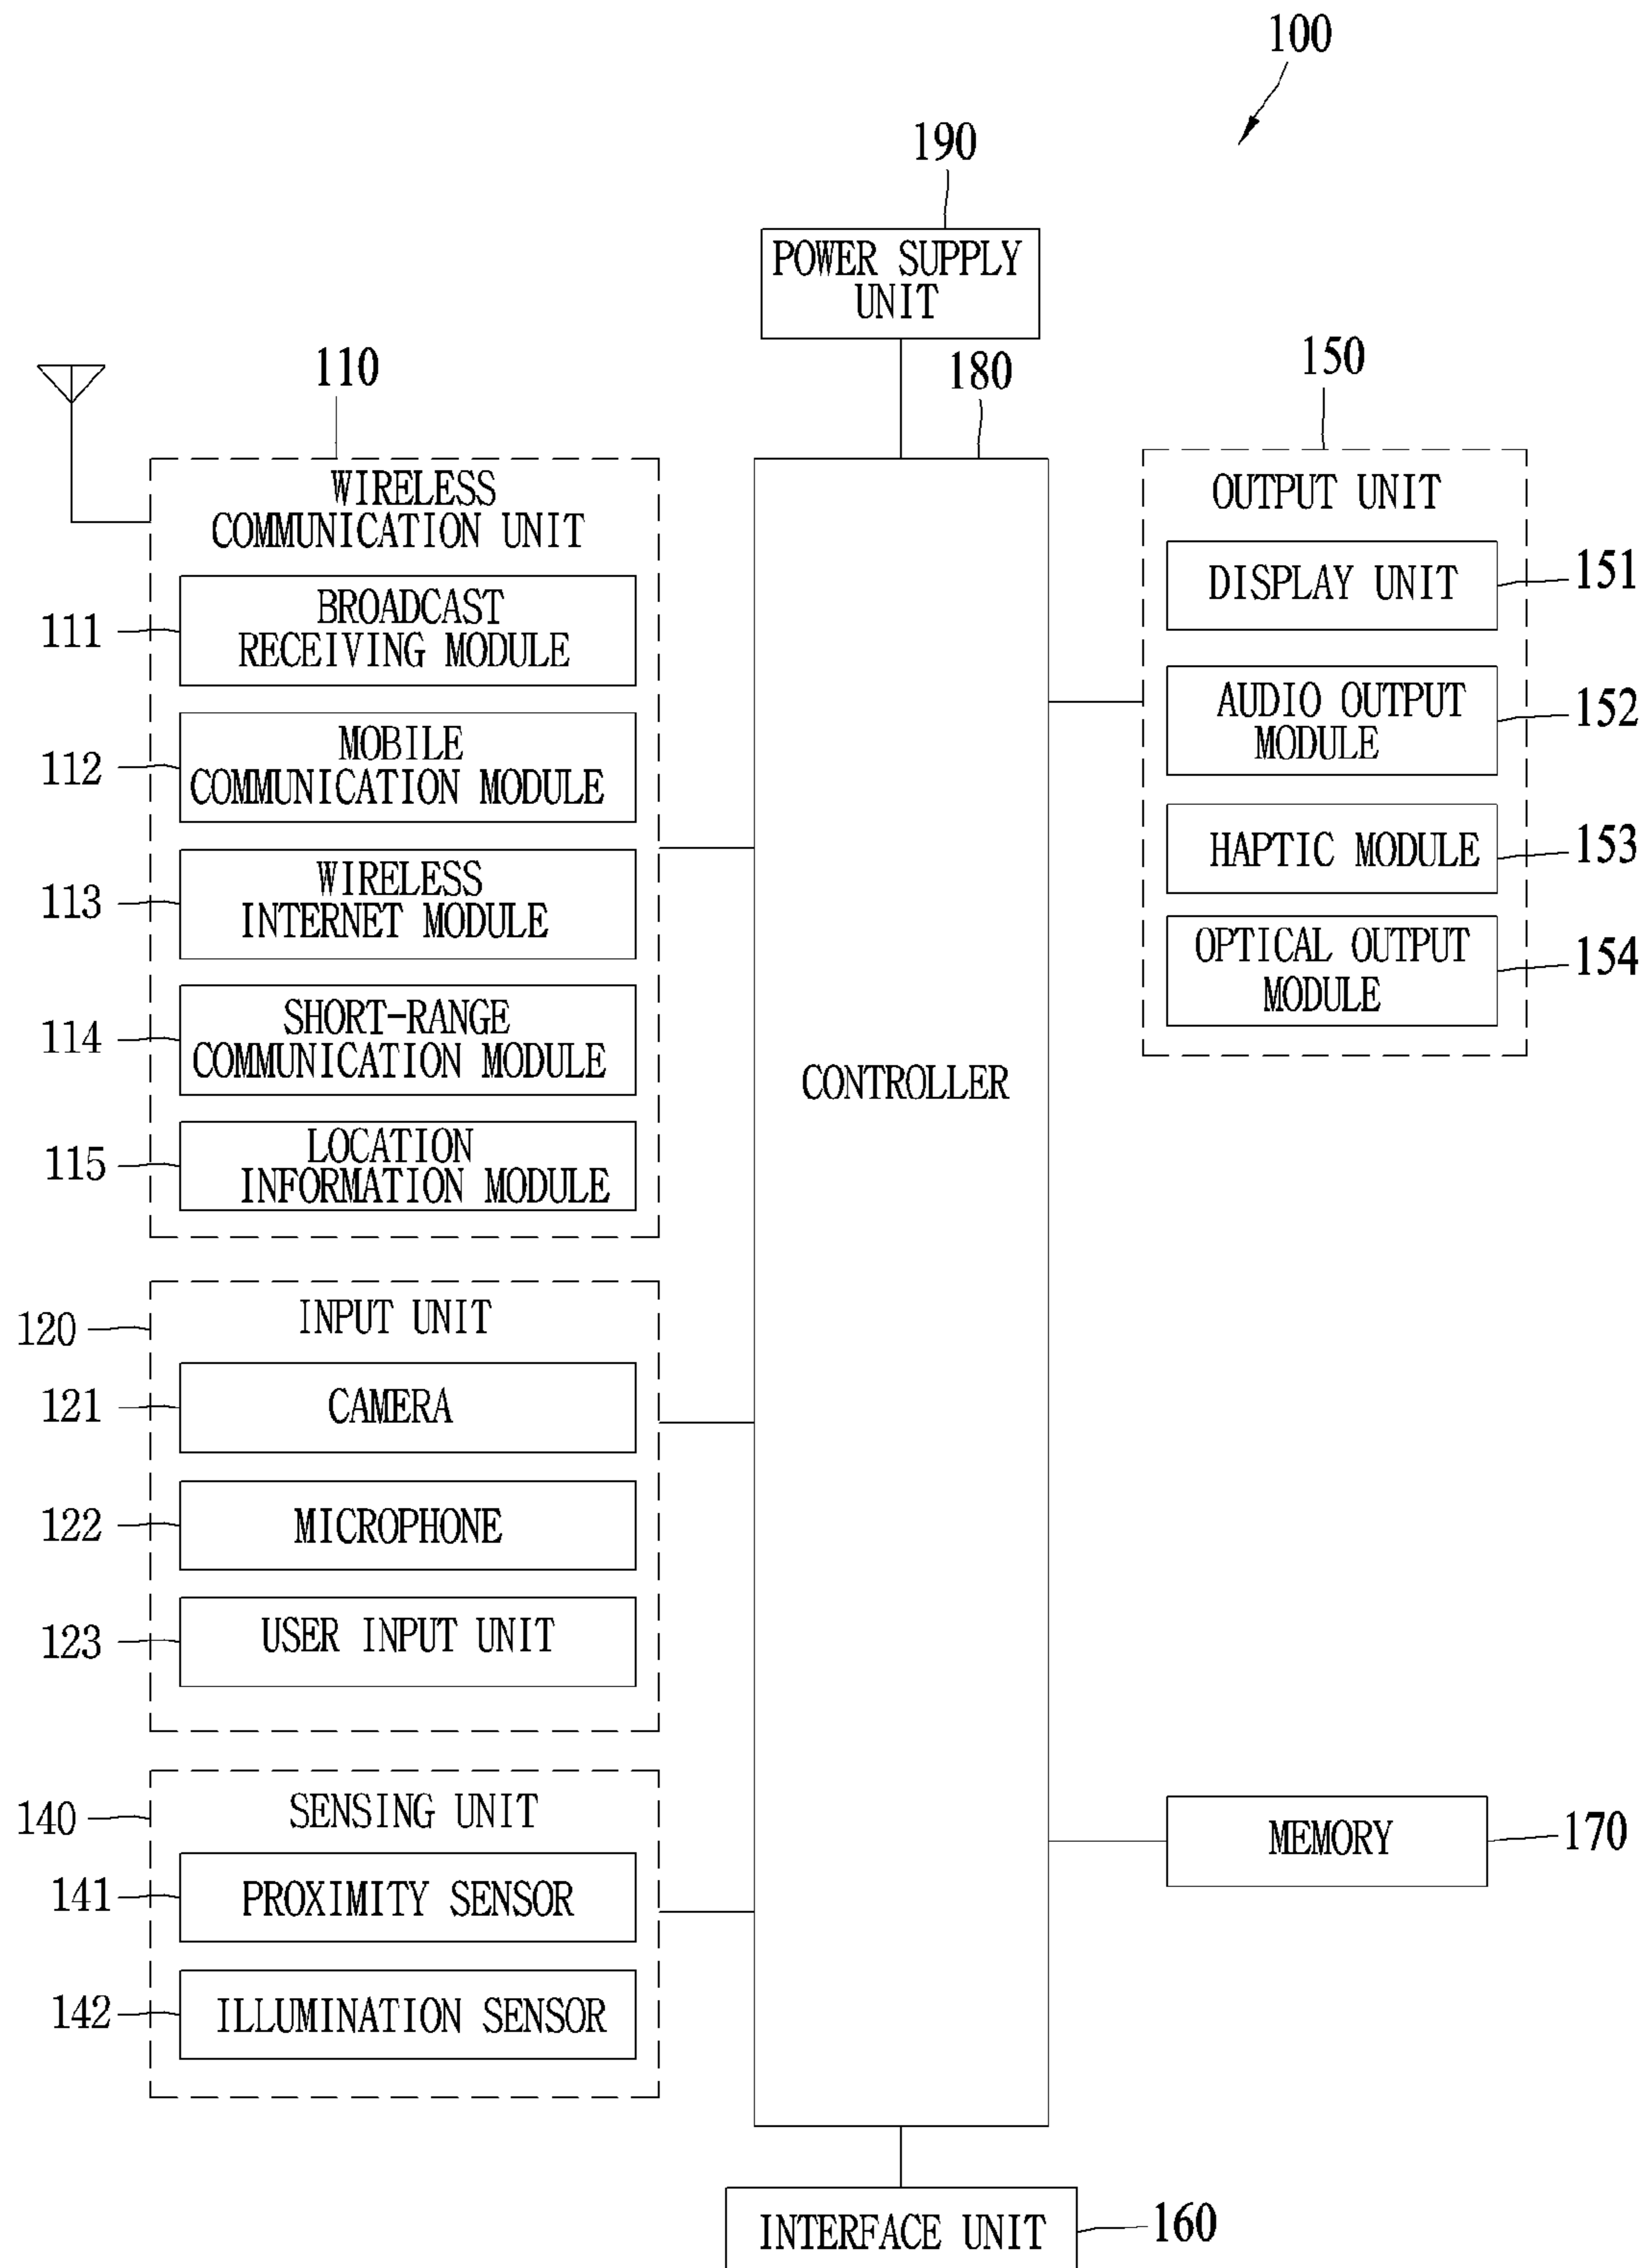 100
190
POWER SUPPLY
UNIT
110
180
150
WIRELESS
COMMUNICATION UNIT
111
BROADCAST
RECEIVING MODULE
112
MOBILE
COMMUNICATION MODULE
113
WIRELESS
INTERNET MODULE
114
SHORT-RANGE
COMMUNICATION MODULE
115
LOCATION
INFORMATION MODULE
120
INPUT UNIT
121
CAMERA
122
MICROPHONE
123
USER INPUT UNIT
140
SENSING UNIT
141
PROXIMITY SENSOR
142
ILLUMINATION SENSOR
CONTROLLER
OUTPUT UNIT
DISPLAY UNIT
151
AUDIO OUTPUT
MODULE
152
HAPTIC MODULE
153
OPTICAL OUTPUT
MODULE
154
MEMORY
170
INTERFACE UNIT
160